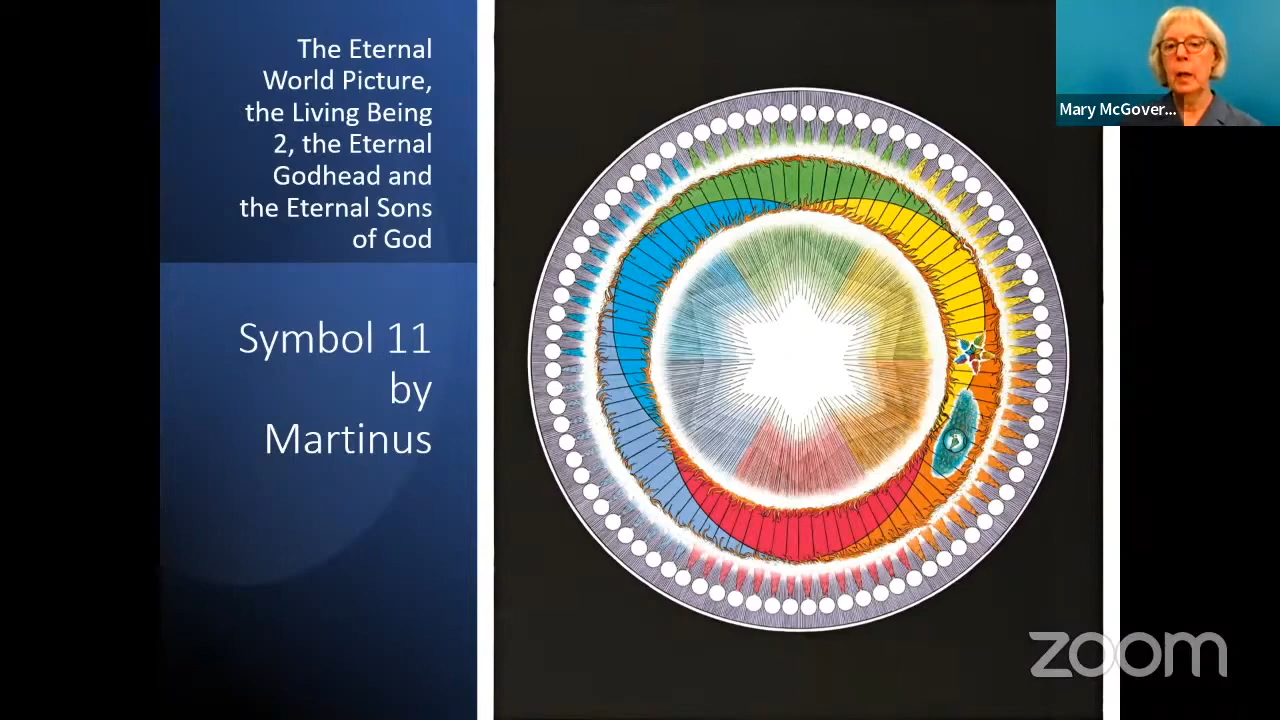 The Eternal
World Picture,
the Living Being
2, the Eternal
Godhead and
the Eternal Sons
of God
Symbol 11
by
Martinus
Mary McGover...
zoom